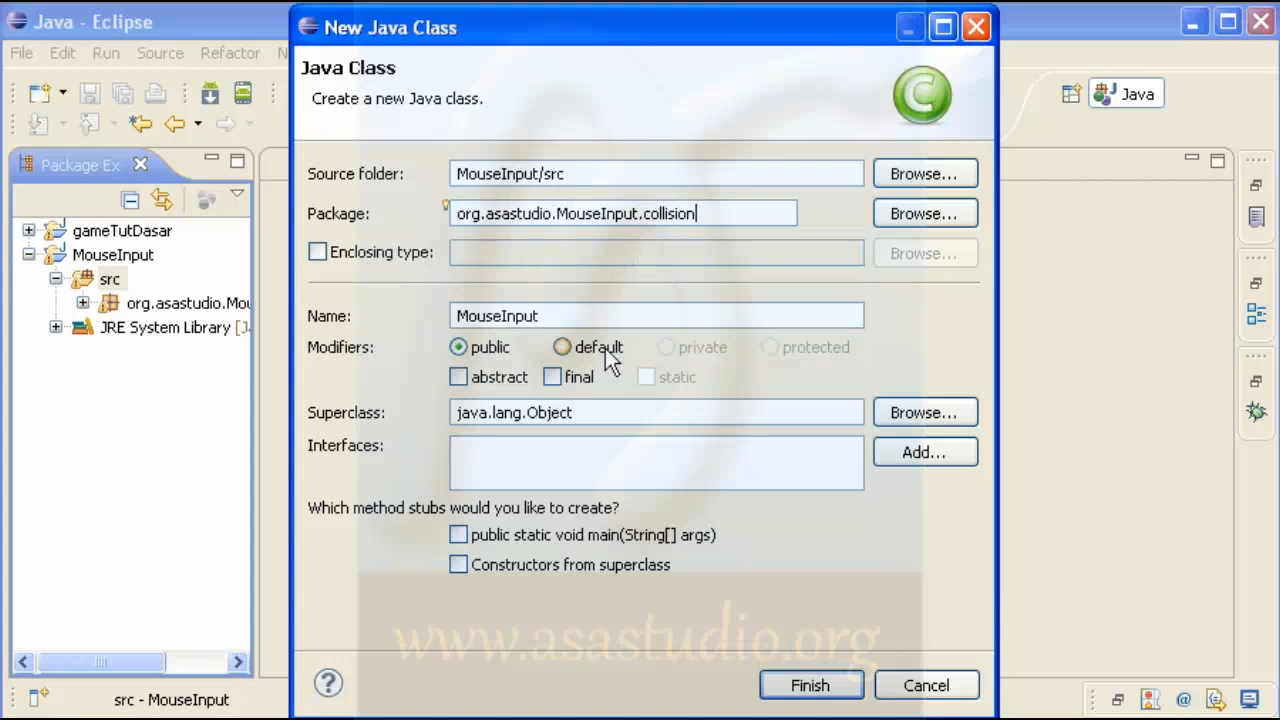 Java - Eclipse
New Java Class
File Edit Run Source Refactor N
Java Class
Create a new Java class.
Java
Package Ex
Source folder: MouseInput/src Browse...
Package: org.asastudio.MouseInput.collision Browse...
Enclosing type: Browse...
gameTutDasar
MouseInput
src
org.asastudio.Mou
JRE System Library [J
Name: MouseInput
Modifiers: public default private protected
abstract final static
Superclass: java.lang.Object Browse...
Interfaces: Add...
Which method stubs would you like to create?
public static void main(String[] args)
Constructors from superclass
www.asastudio.org
Finish Cancel
src - MouseInput